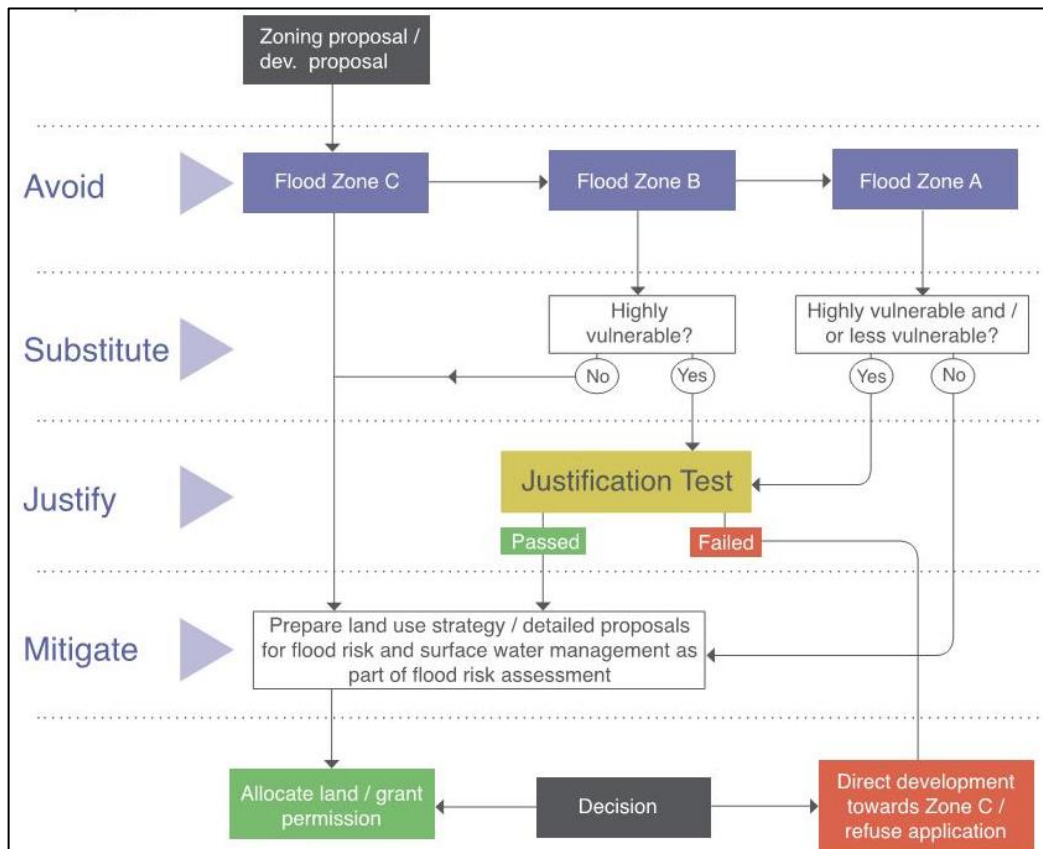 Zoning proposal /
dev. proposal
Avoid
Flood Zone C
Flood Zone B
Flood Zone A
Substitute
Highly
vulnerable?
No
Yes
Highly vulnerable and /
or less vulnerable?
Yes
No
Justify
Justification Test
Passed
Failed
Mitigate
Prepare land use strategy / detailed proposals
for flood risk and surface water management as
part of flood risk assessment
Allocate land / grant
permission
Decision
Direct development
towards Zone C /
refuse application